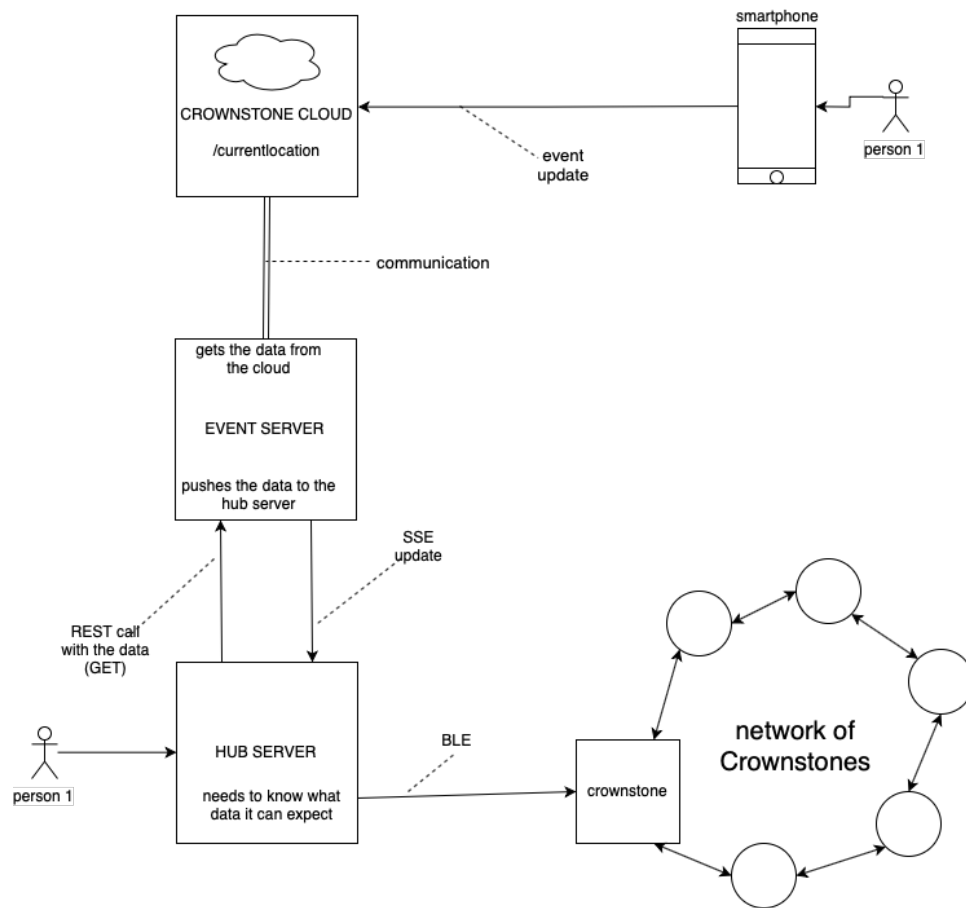 smartphone
CROWNSTONE CLOUD
/currentlocation
event
update
person 1
communication
gets the data from
the cloud
EVENT SERVER
pushes the data to the
hub server
SSE
update
REST call
with the data
(GET)
network of
Crownstones
HUB SERVER
BLE
person 1
needs to know what
data it can expect
crownstone